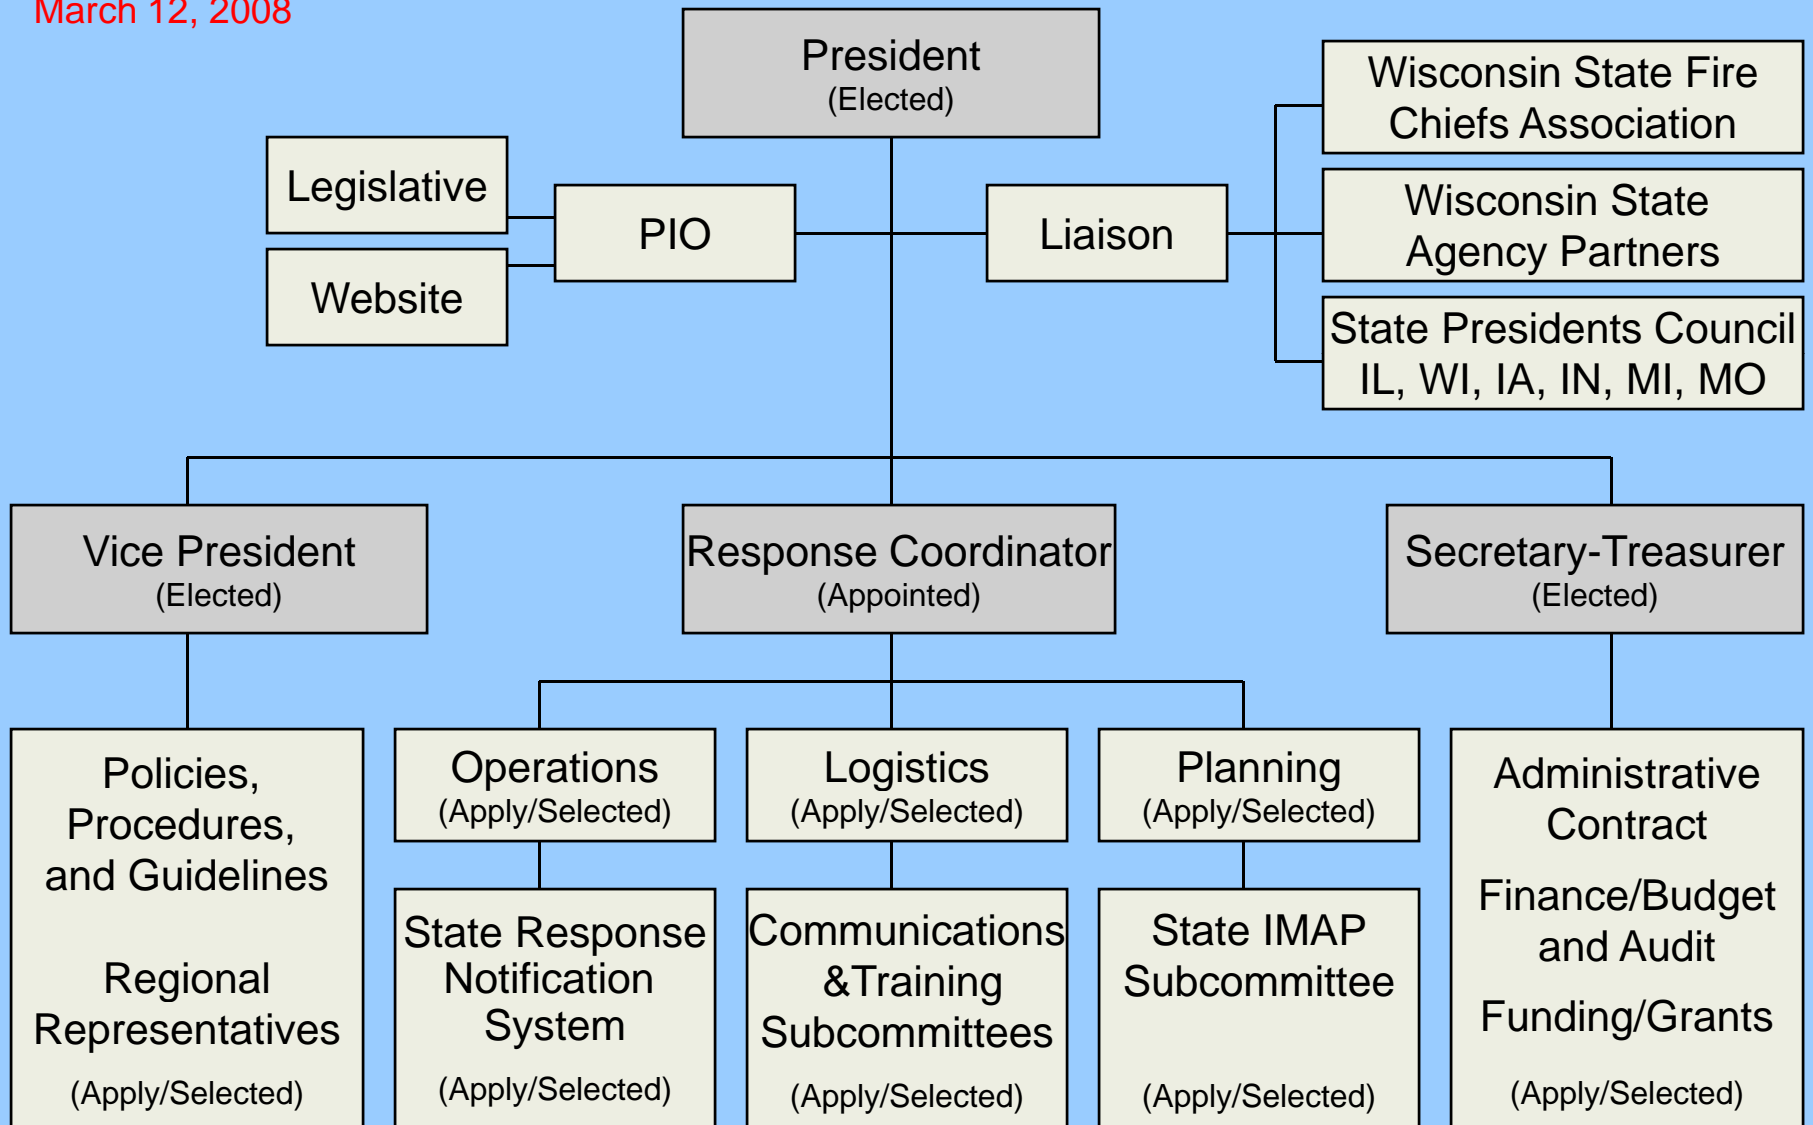 March 12, 2008
President
(Elected)
Wisconsin State Fire
Chiefs Association
Legislative
PIO
Liaison
Wisconsin State
Agency Partners
Website
State Presidents Council
IL, WI, IA, IN, MI, MO
Vice President
(Elected)
Response Coordinator
(Appointed)
Secretary-Treasurer
(Elected)
Policies,
Procedures,
and Guidelines
Regional
Representatives
(Apply/Selected)
Operations
(Apply/Selected)
State Response
Notification
System
(Apply/Selected)
Logistics
(Apply/Selected)
Communications
&Training
Subcommittees
(Apply/Selected)
Planning
(Apply/Selected)
State IMAP
Subcommittee
(Apply/Selected)
Administrative
Contract
Finance/Budget
and Audit
Funding/Grants
(Apply/Selected)